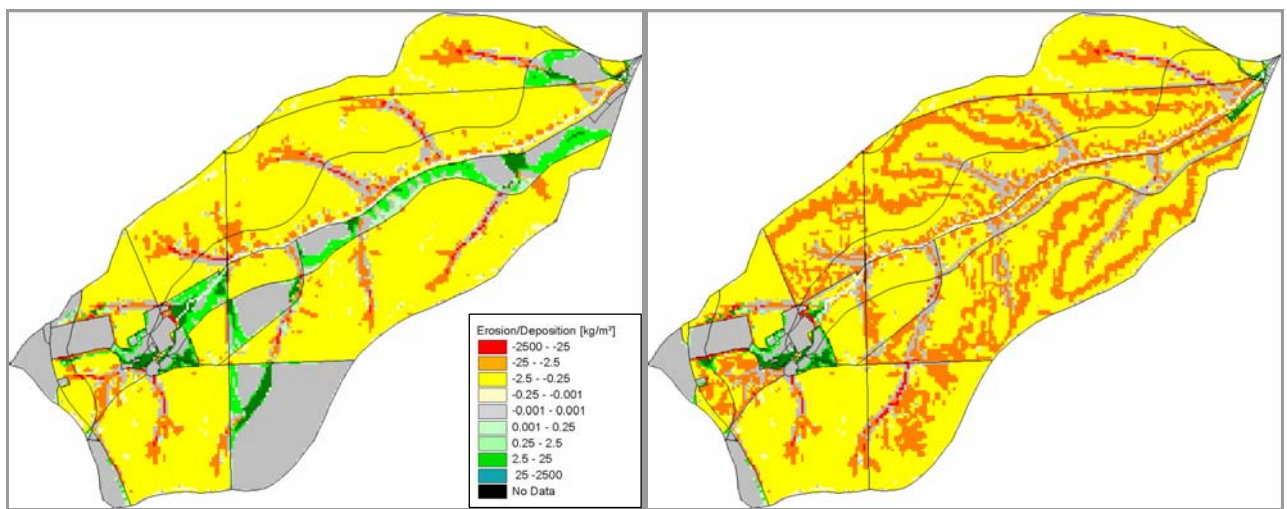 Erosion/Deposition [kg/m²]
-2500 - -25
-25 - -2.5
-2.5 - -0.25
-0.25 - -0.001
-0.001 - 0.001
0.001 - 0.25
0.25 - 2.5
2.5 - 25
25 -2500
No Data